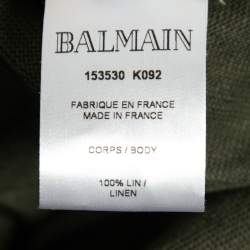 BALMAIN
153530 K092
FABRIQUE EN FRANCE
MADE IN FRANCE
CORPS / BODY
100% LIN /
LINEN